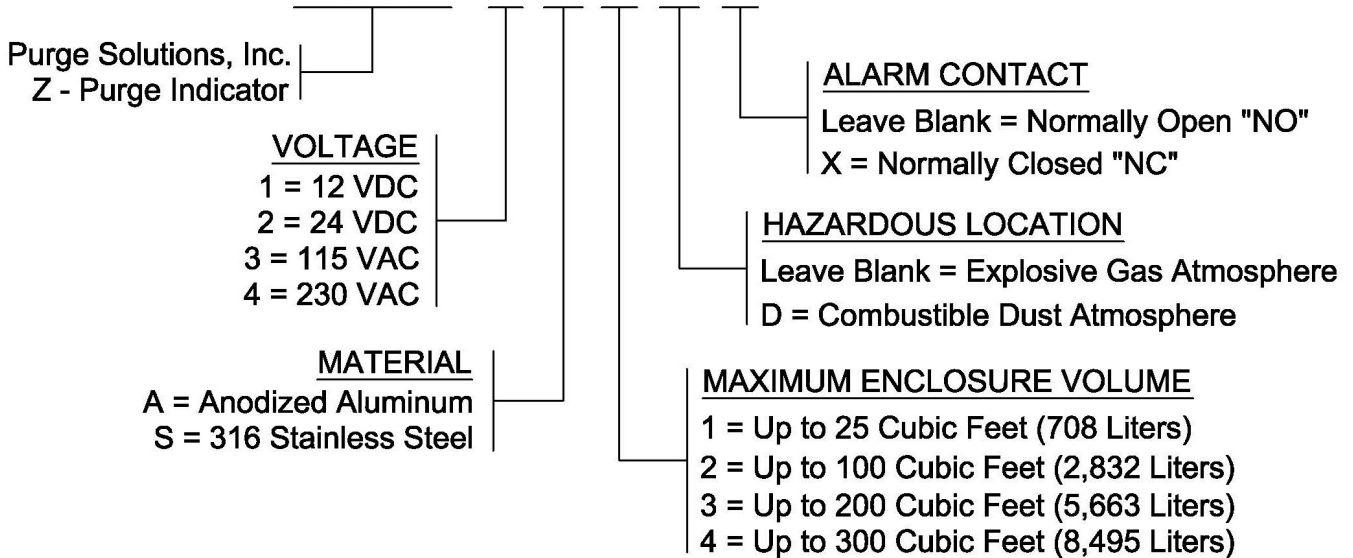 Purge Solutions, Inc.
Z - Purge Indicator
VOLTAGE
1 = 12 VDC
2 = 24 VDC
3 = 115 VAC
4 = 230 VAC
MATERIAL
A = Anodized Aluminum
S = 316 Stainless Steel
ALARM CONTACT
Leave Blank = Normally Open "NO"
X = Normally Closed "NC"
HAZARDOUS LOCATION
Leave Blank = Explosive Gas Atmosphere
D = Combustible Dust Atmosphere
MAXIMUM ENCLOSURE VOLUME
1 = Up to 25 Cubic Feet (708 Liters)
2 = Up to 100 Cubic Feet (2,832 Liters)
3 = Up to 200 Cubic Feet (5,663 Liters)
4 = Up to 300 Cubic Feet (8,495 Liters)